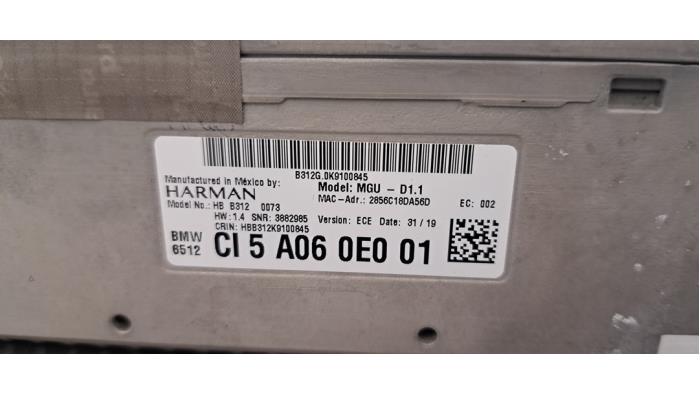 B312G.0K9100845
Manufactured in México by: Model: MGU - D1.1
HARMAN MAC-Adr.: 2856C18DA56D EC: 002
Model No.: HB B312 0073
HW: 1.4 SNR: 3882985 Version: ECE Date: 31/19
CRIN: HBB312K9100845
BMW
6512 CI 5 A06 0E0 01